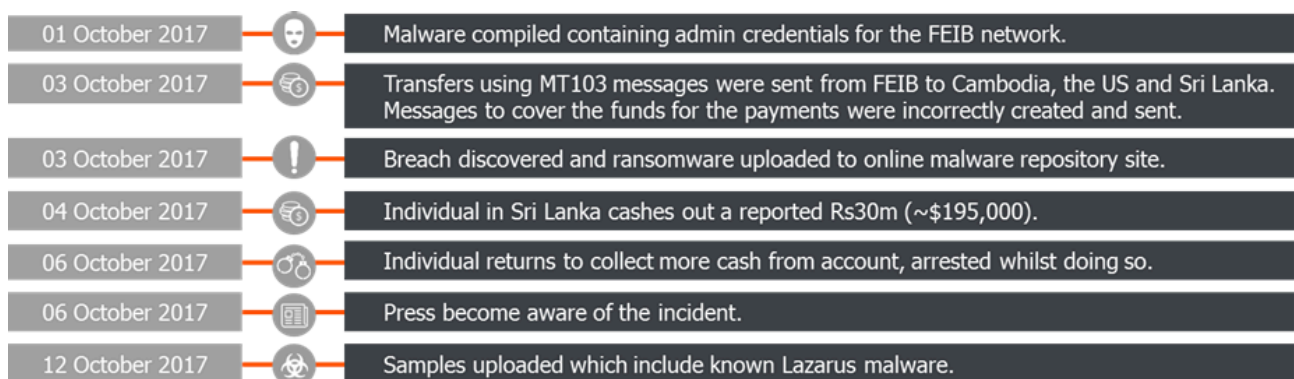 01 October 2017 Malware compiled containing admin credentials for the FEIB network.
03 October 2017 Transfers using MT103 messages were sent from FEIB to Cambodia, the US and Sri Lanka.
Messages to cover the funds for the payments were incorrectly created and sent.
03 October 2017 Breach discovered and ransomware uploaded to online malware repository site.
04 October 2017 Individual in Sri Lanka cashes out a reported Rs30m (~$195,000).
06 October 2017 Individual returns to collect more cash from account, arrested whilst doing so.
06 October 2017 Press become aware of the incident.
12 October 2017 Samples uploaded which include known Lazarus malware.